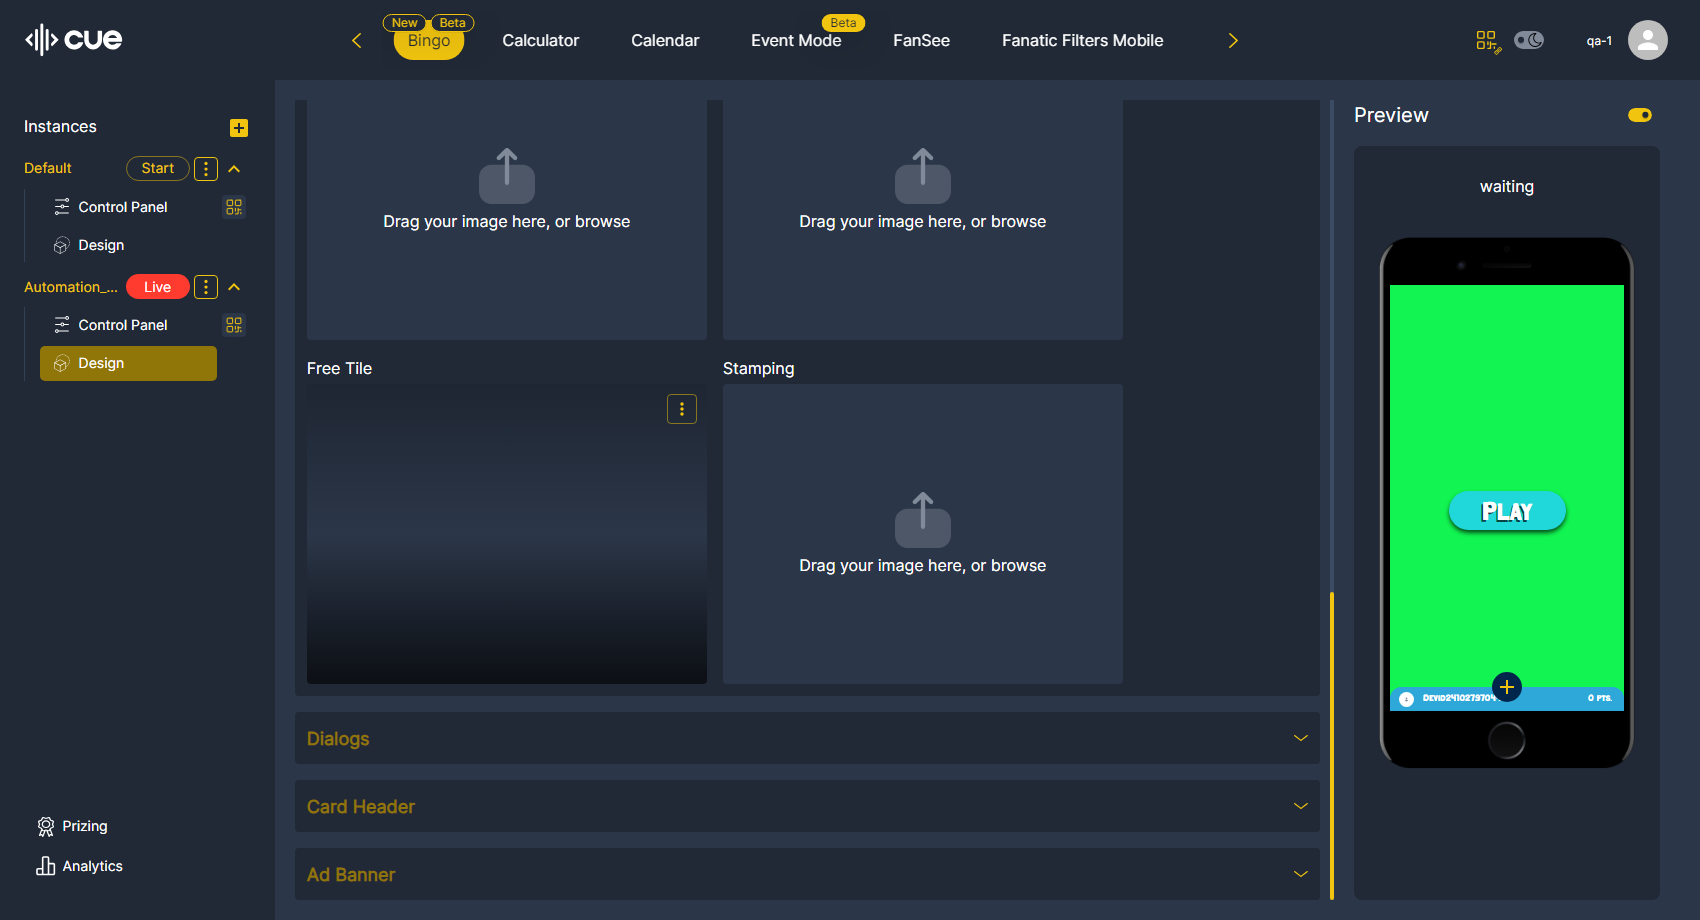 cue
New
Beta
Bingo
Calculator
Calendar
Event Mode
Beta
FanSee
Fanatic Filters Mobile
qa-1
Instances
Default
Start
Control Panel
Design
Automation_...
Live
Control Panel
Design
Prizing
Analytics
Drag your image here, or browse
Drag your image here, or browse
Free Tile
Stamping
Drag your image here, or browse
Dialogs
Card Header
Ad Banner
Preview
waiting
PLAY
DEVID2410279704
0 PTS.